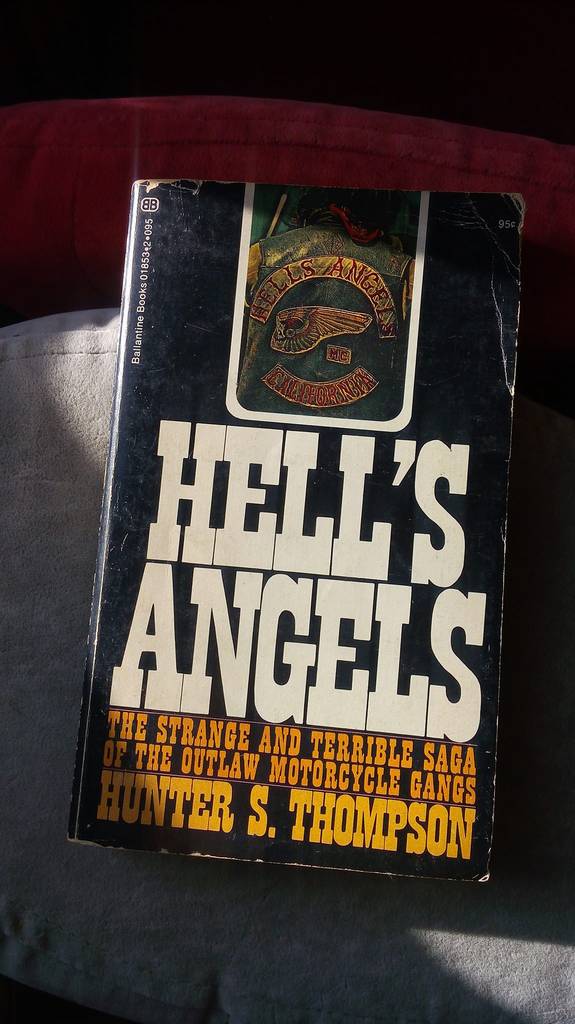 BB
95¢
Ballantine Books 01853•2•095
HELLS ANGELS
MC
CALIFORNIA
HELL'S
ANGELS
THE STRANGE AND TERRIBLE SAGA
OF THE OUTLAW MOTORCYCLE GANGS
HUNTER S. THOMPSON